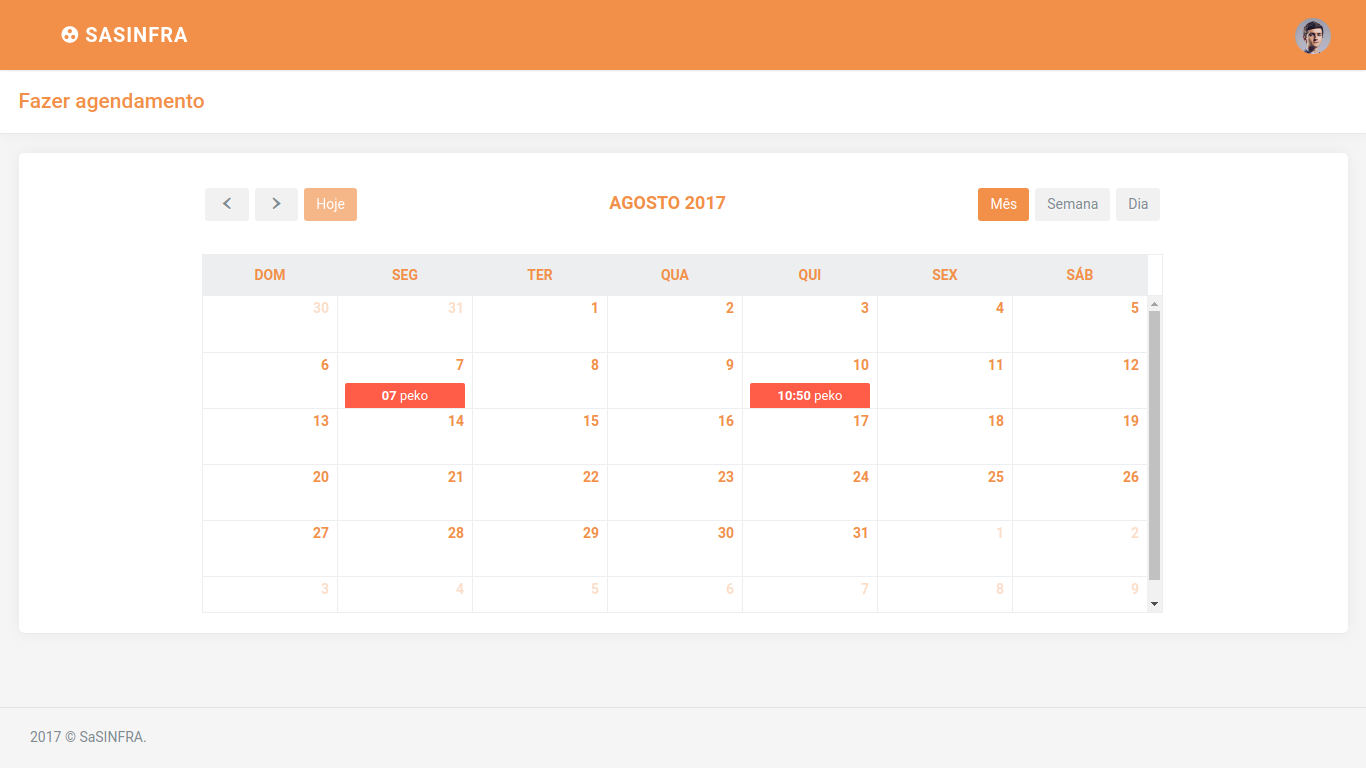 SASINFRA
Fazer agendamento
Hoje AGOSTO 2017 Mês Semana Dia
DOM SEG TER QUA QUI SEX SÁB
30 31 1 2 3 4 5
6 7 8 9 10 11 12
07 peko 10:50 peko
13 14 15 16 17 18 19
20 21 22 23 24 25 26
27 28 29 30 31 1 2
3 4 5 6 7 8 9
2017 © SaSINFRA.